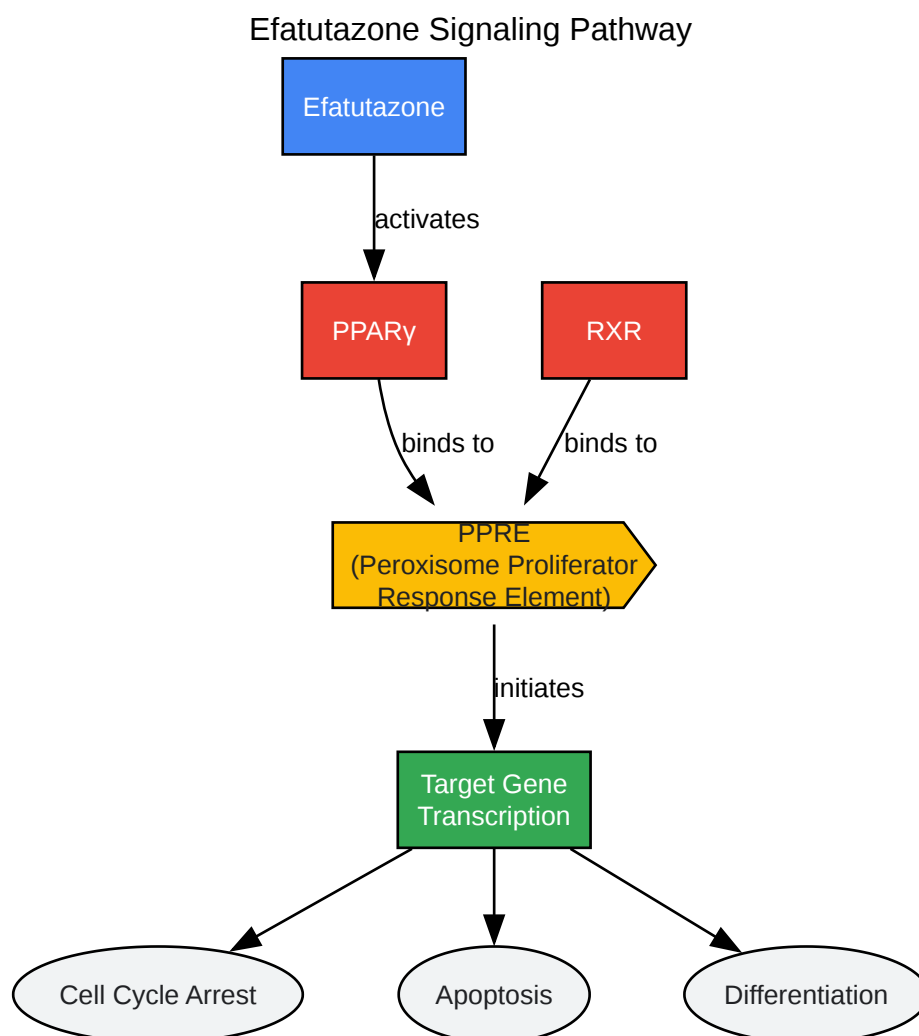 Efatutazone Signaling Pathway
Efatutazone
activates
PPARγ
RXR
binds to
binds to
PPRE
(Peroxisome Proliferator
Response Element)
initiates
Target Gene
Transcription
Cell Cycle Arrest
Apoptosis
Differentiation